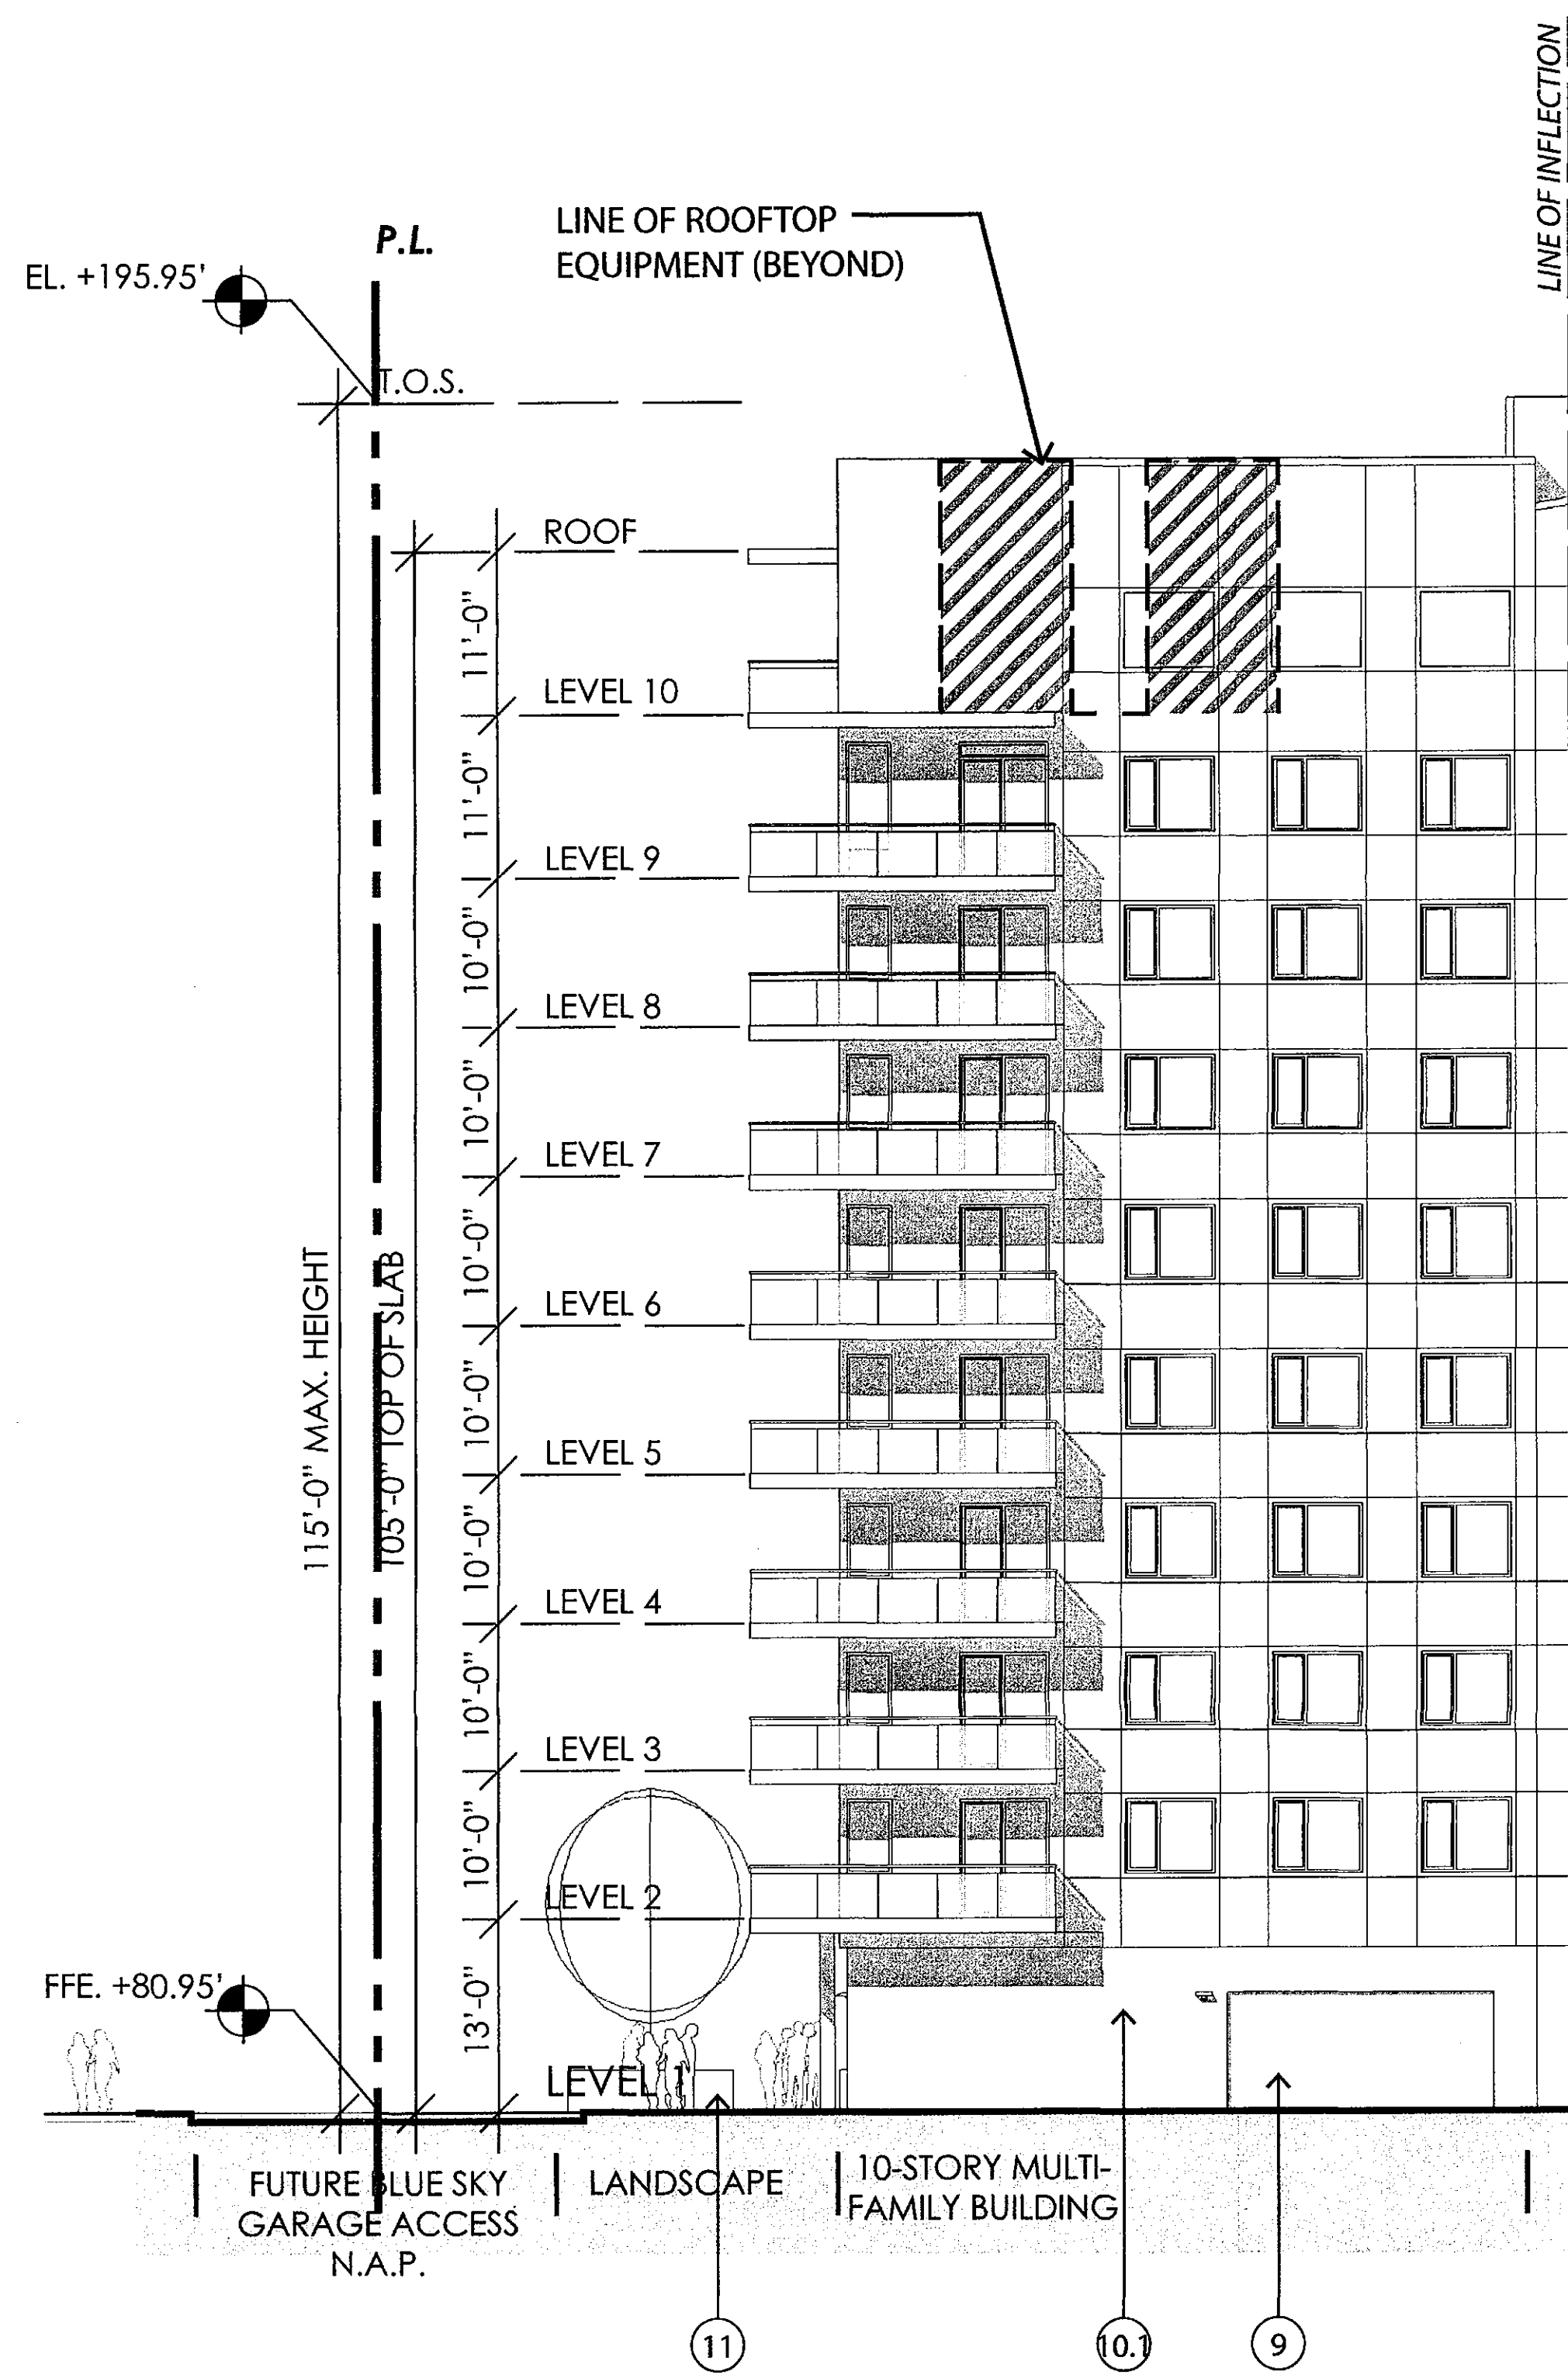 LINE OF INFLECTION
LINE OF ROOFTOP
EQUIPMENT (BEYOND)
P.L.
EL. +195.95'
T.O.S.
ROOF
11'-0"
LEVEL 10
11'-0"
LEVEL 9
10'-0"
LEVEL 8
10'-0"
LEVEL 7
10'-0"
LEVEL 6
10'-0"
LEVEL 5
10'-0"
LEVEL 4
10'-0"
LEVEL 3
10'-0"
LEVEL 2
13'-0"
LEVEL 1
115'-0" MAX. HEIGHT
105'-0" TOP OF SLAB
FFE. +80.95'
FUTURE BLUE SKY
GARAGE ACCESS
N.A.P.
LANDSCAPE
10-STORY MULTI-
FAMILY BUILDING
11
10.1
9